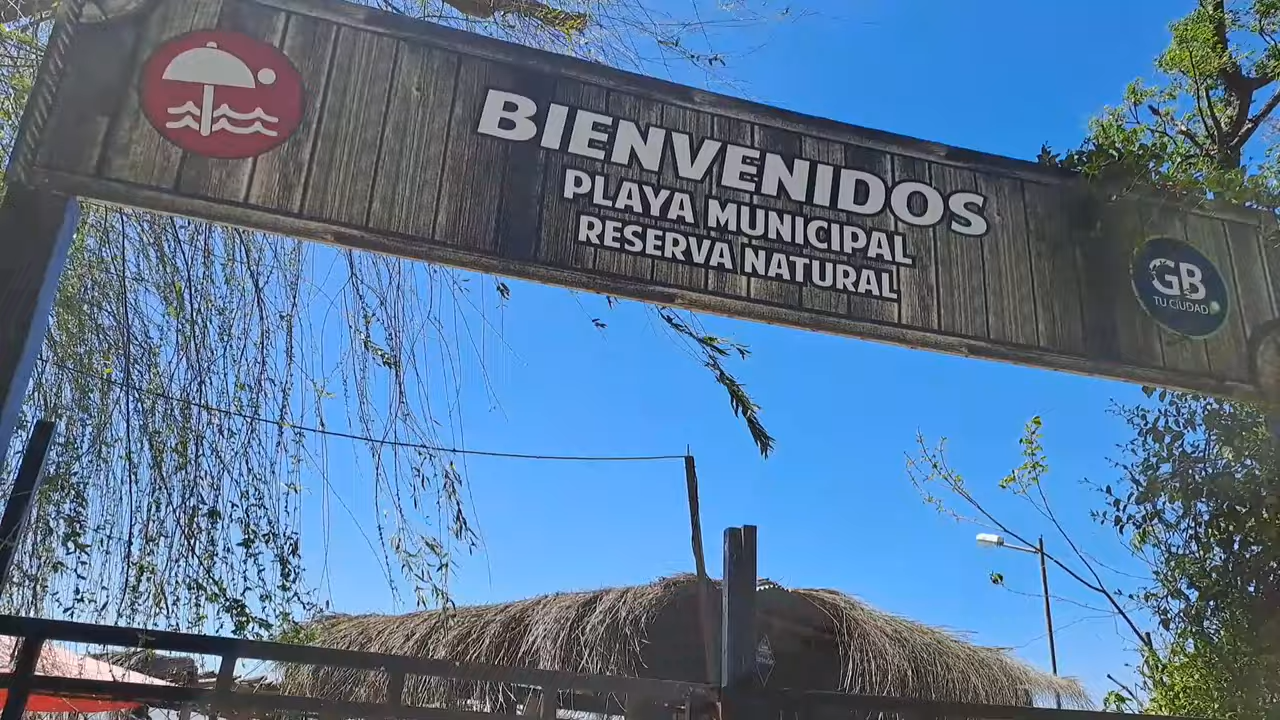 BIENVENIDOS
PLAYA MUNICIPAL
RESERVA NATURAL
GB
TU CIUDAD